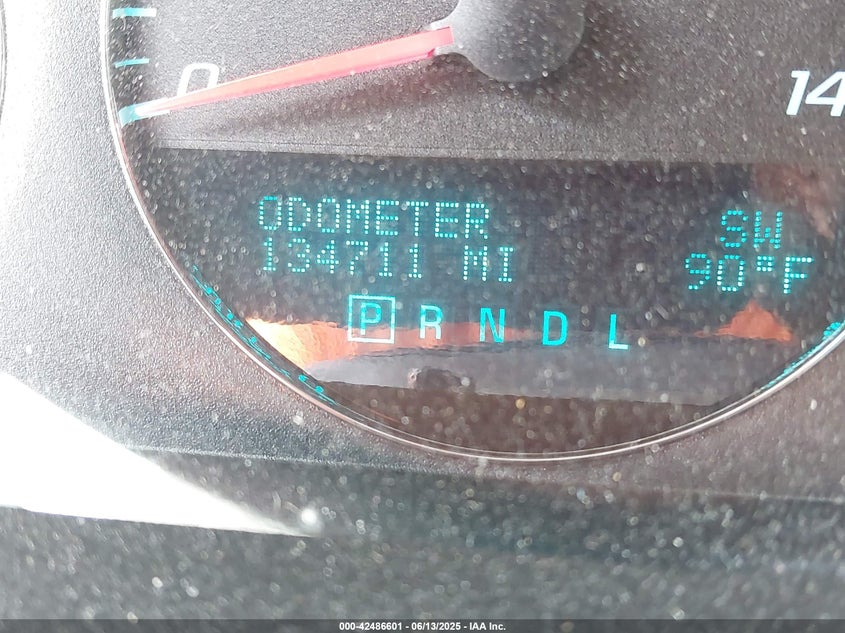 0
14
ODOMETER SW
134711 MI 90°F
P R N D L
000-42486601 - 06/13/2025 - IAA Inc.